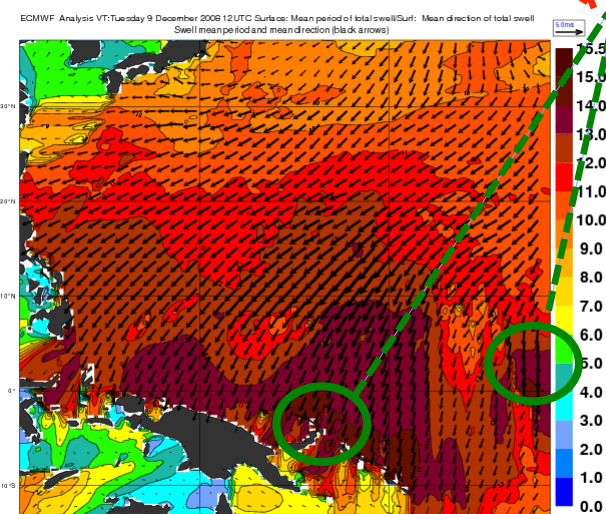 ECMWF Analysis VT:Tuesday 9 December 2008 12UTC Surface: Mean period of total swell/Surf: Mean direction of total swell
Swell mean period and mean direction (black arrows)
5.0m/s
15.5
15.0
14.0
13.0
12.0
11.0
10.0
9.0
8.0
7.0
6.0
5.0
4.0
3.0
2.0
1.0
0.0
30°N
20°N
10°N
0°
10°S